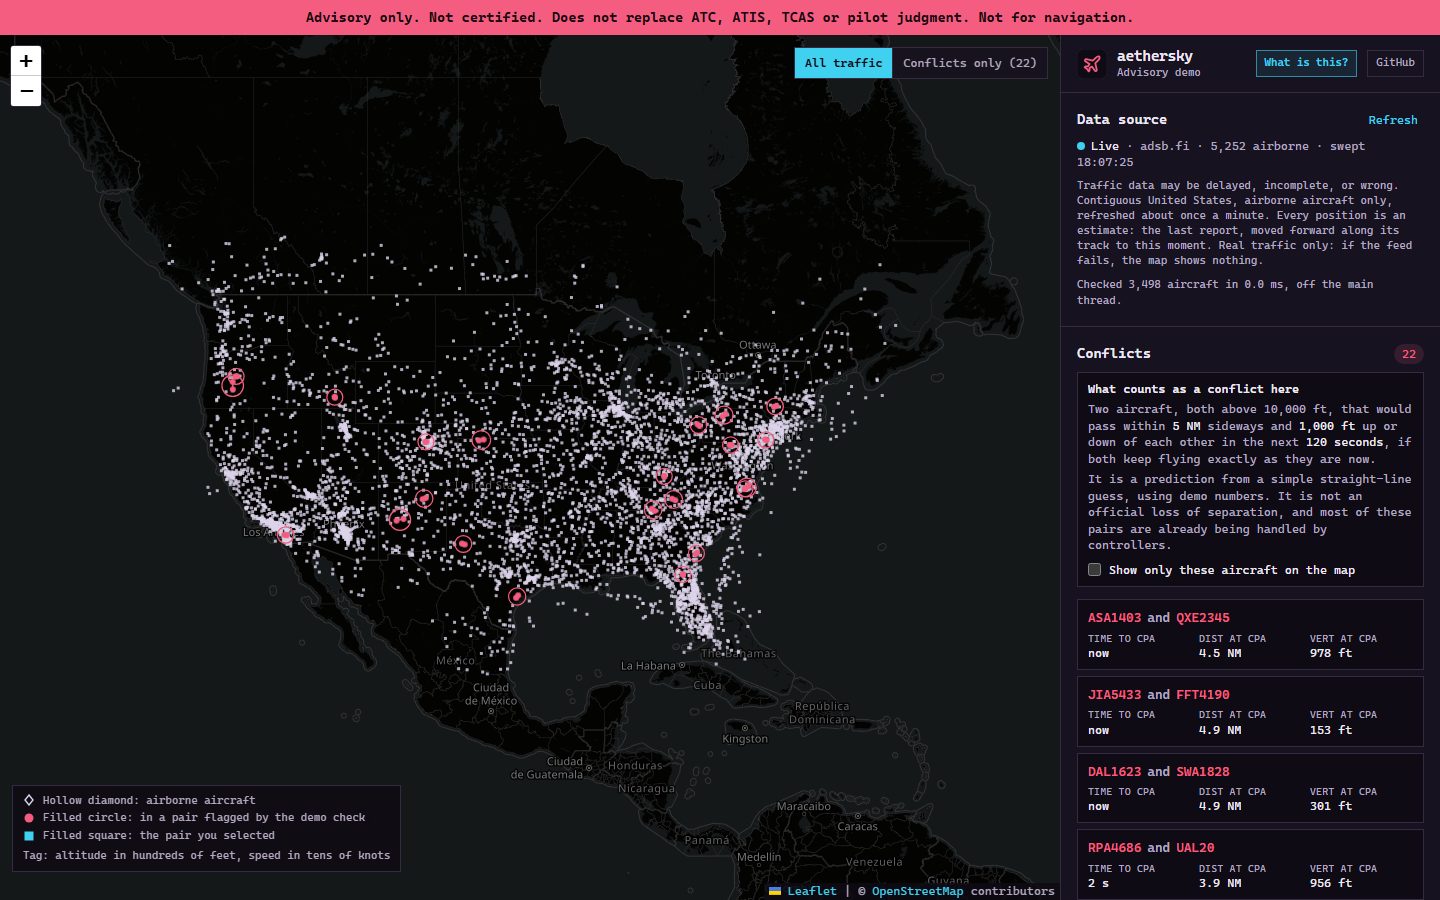 Advisory only. Not certified. Does not replace ATC, ATIS, TCAS or pilot judgment. Not for navigation.
+
−
All traffic
Conflicts only (22)
aethersky
Advisory demo
What is this?
GitHub
Data source
Refresh
Live · adsb.fi · 5,252 airborne · swept
18:07:25
Traffic data may be delayed, incomplete, or wrong.
Contiguous United States, airborne aircraft only,
refreshed about once a minute. Every position is an
estimate: the last report, moved forward along its
track to this moment. Real traffic only: if the feed
fails, the map shows nothing.
Checked 3,498 aircraft in 0.0 ms, off the main
thread.
Conflicts
22
What counts as a conflict here
Two aircraft, both above 10,000 ft, that would
pass within 5 NM sideways and 1,000 ft up or
down of each other in the next 120 seconds, if
both keep flying exactly as they are now.
It is a prediction from a simple straight-line
guess, using demo numbers. It is not an
official loss of separation, and most of these
pairs are already being handled by
controllers.
Show only these aircraft on the map
ASA1403 and QXE2345
TIME TO CPA DIST AT CPA VERT AT CPA
now 4.5 NM 978 ft
JIA5433 and FFT4190
TIME TO CPA DIST AT CPA VERT AT CPA
now 4.9 NM 153 ft
DAL1623 and SWA1828
TIME TO CPA DIST AT CPA VERT AT CPA
now 4.9 NM 301 ft
RPA4686 and UAL20
TIME TO CPA DIST AT CPA VERT AT CPA
2 s 3.9 NM 956 ft
Ottawa
Toronto
México
Ciudad
de México
La Habana
The Bahamas
Cuba
República
Dominicana
Kingston
Ciudad
de Guatemala
Honduras
Nicaragua
Maracaibo
Caracas
Panamá
Medellín
Venezuela
Guyana
Hollow diamond: airborne aircraft
Filled circle: in a pair flagged by the demo check
Filled square: the pair you selected
Tag: altitude in hundreds of feet, speed in tens of knots
Leaflet | © OpenStreetMap contributors